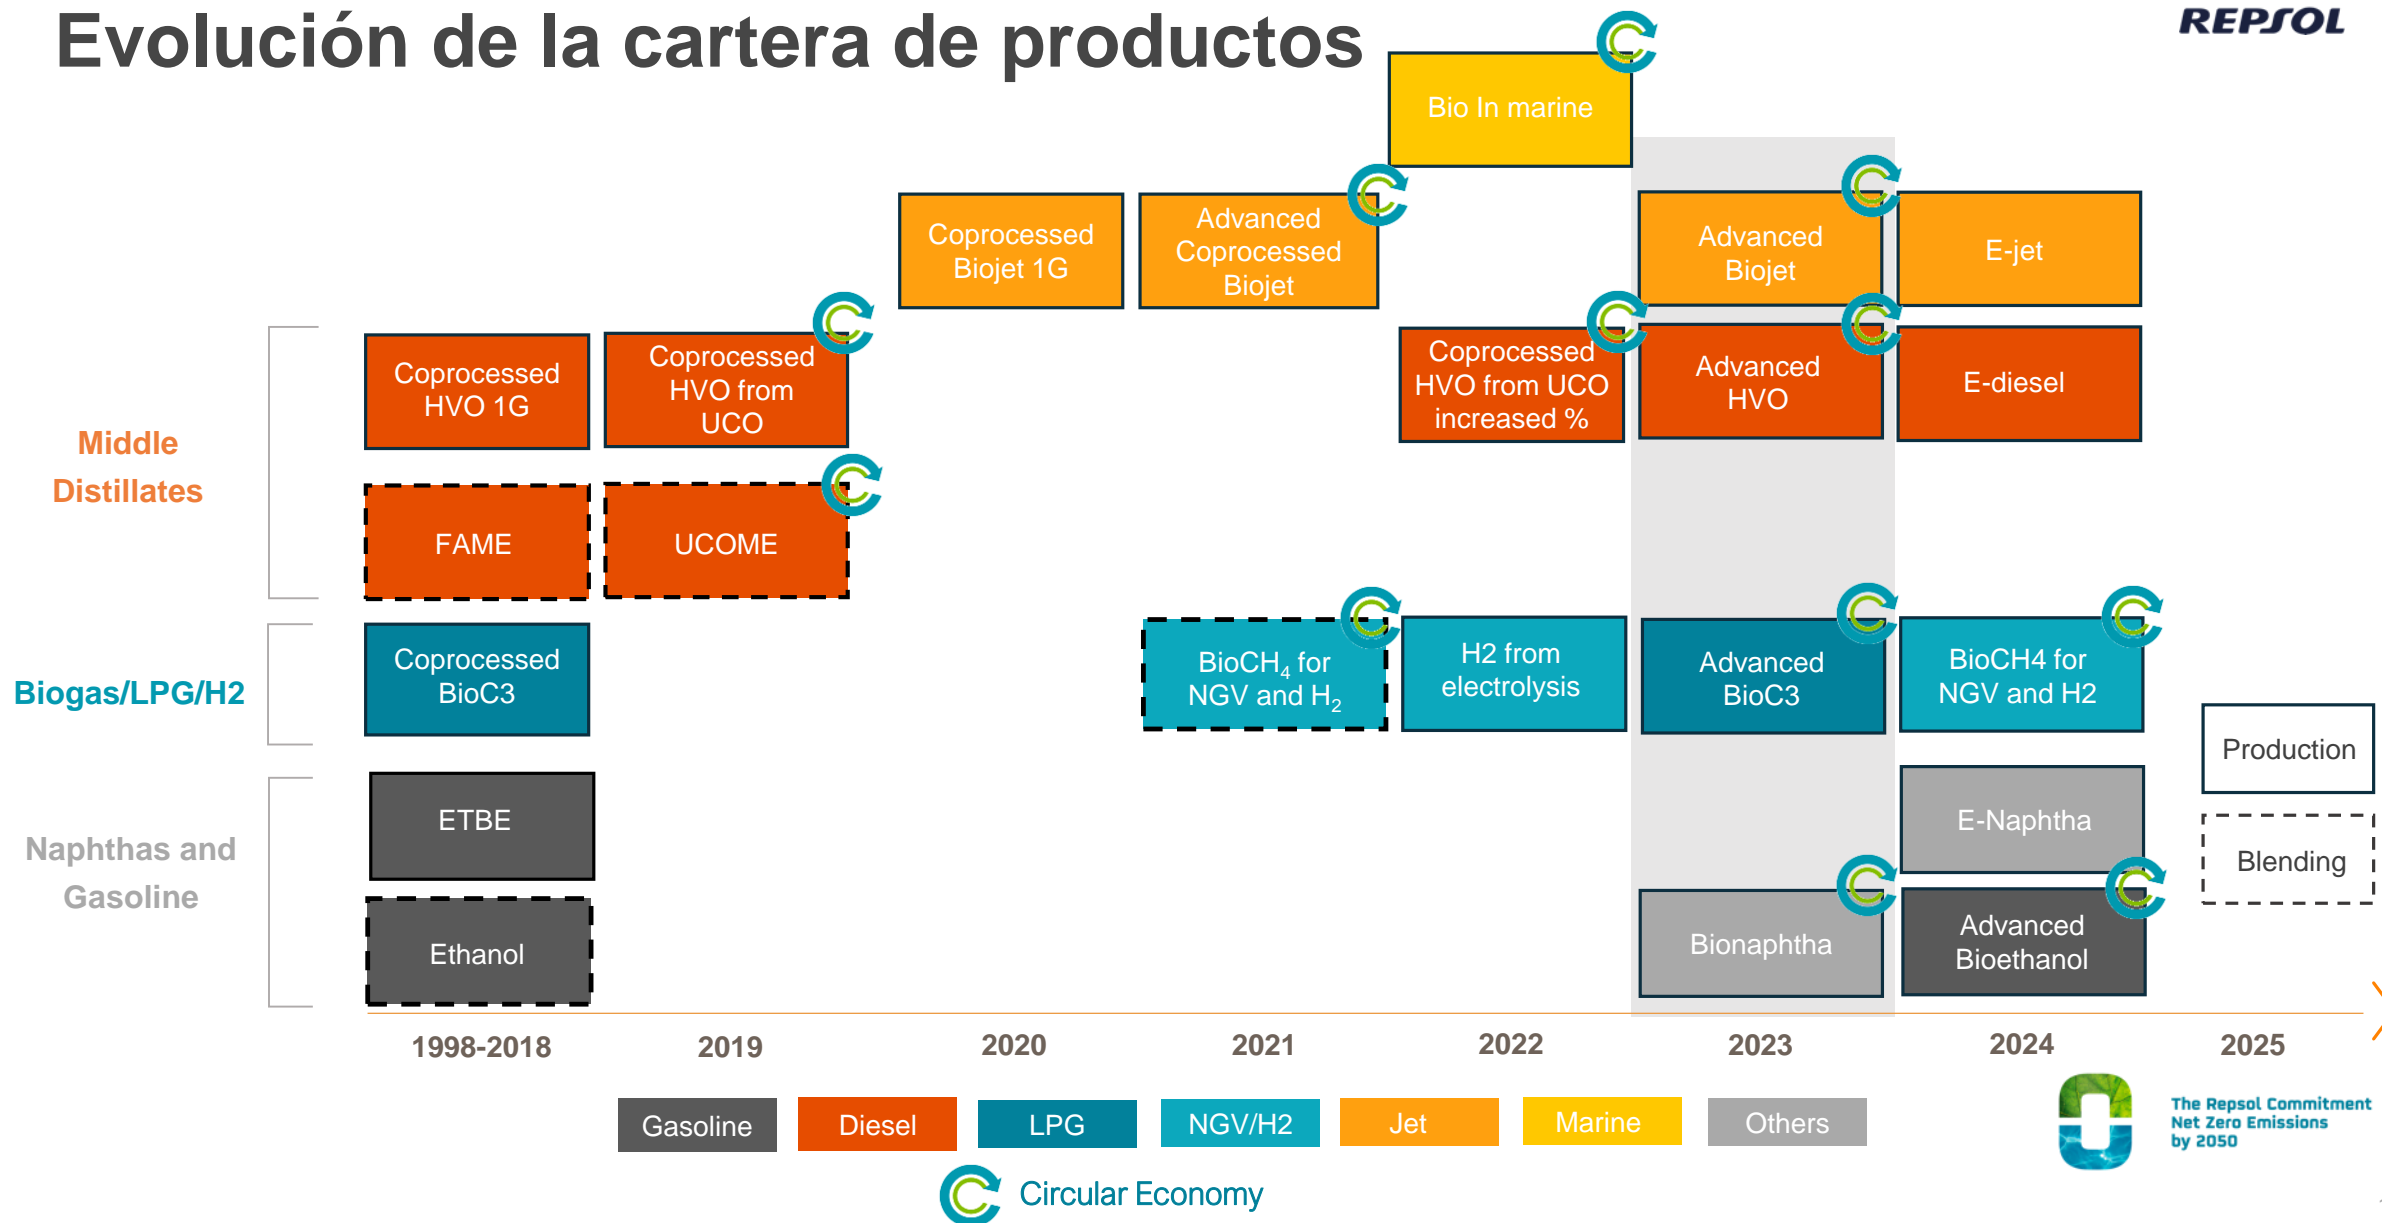 Evolución de la cartera de productos
REPSOL
Bio In marine
Coprocessed
Biojet 1G
Advanced
Coprocessed
Biojet
Advanced
Biojet
E-jet
Middle
Distillates
Coprocessed
HVO 1G
Coprocessed
HVO from
UCO
Coprocessed
HVO from UCO
increased %
Advanced
HVO
E-diesel
FAME
UCOME
Biogas/LPG/H2
Coprocessed
BioC3
BioCH₄ for
NGV and H₂
H2 from
electrolysis
Advanced
BioC3
BioCH4 for
NGV and H2
Production
Blending
Naphthas and
Gasoline
ETBE
E-Naphtha
Ethanol
Bionaphtha
Advanced
Bioethanol
1998-2018
2019
2020
2021
2022
2023
2024
2025
Gasoline
Diesel
LPG
NGV/H2
Jet
Marine
Others
The Repsol Commitment
Net Zero Emissions
by 2050
Circular Economy